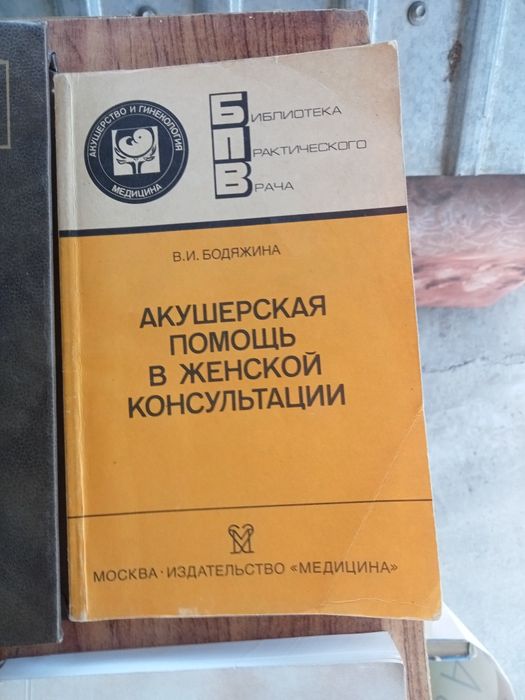 АКУШЕРСТВО И ГИНЕКОЛОГИЯ
МЕДИЦИНА
БИБЛИОТЕКА
ПРАКТИЧЕСКОГО
ВРАЧА
В.И. БОДЯЖИНА
АКУШЕРСКАЯ
ПОМОЩЬ
В ЖЕНСКОЙ
КОНСУЛЬТАЦИИ
МОСКВА · ИЗДАТЕЛЬСТВО «МЕДИЦИНА»